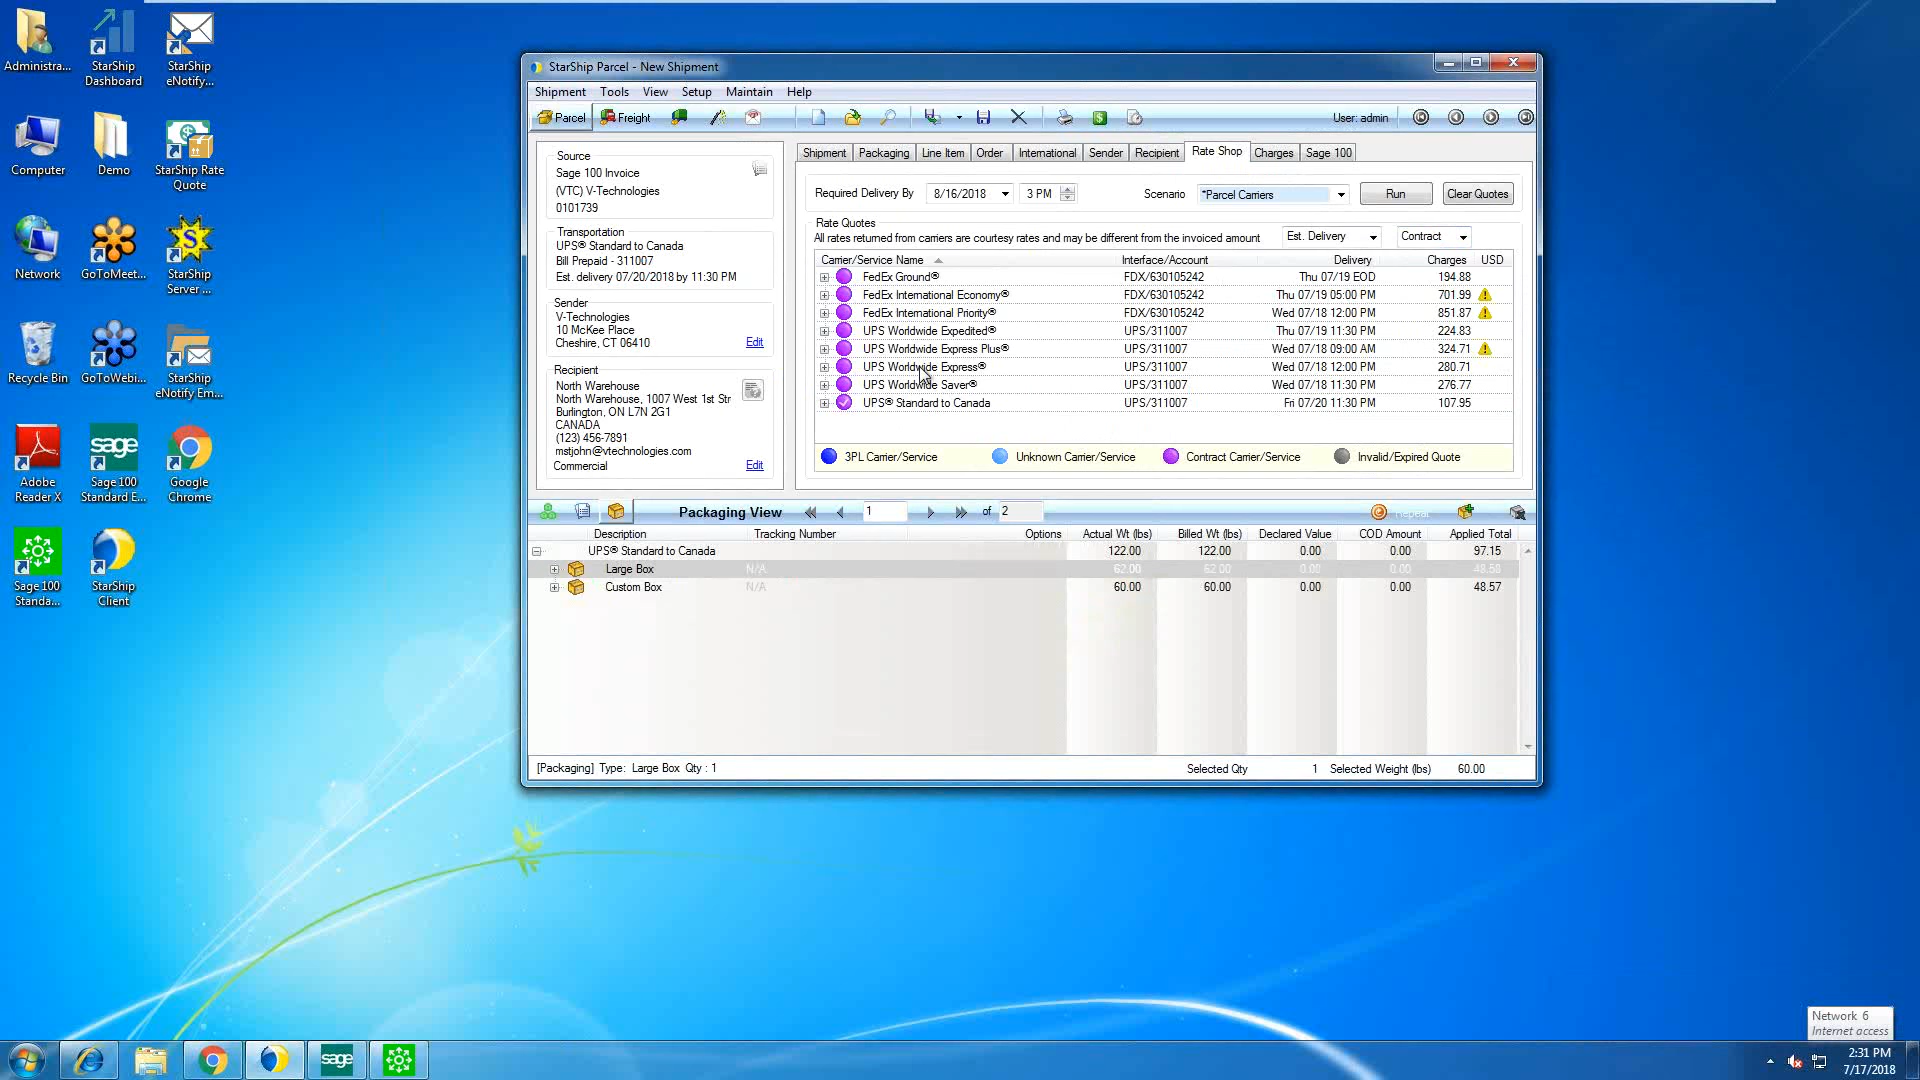 Administra...
StarShip
Dashboard
StarShip
eNotify...
Computer
Demo
StarShip Rate
Quote
Network
GoToMeet...
StarShip
Server ...
Recycle Bin
GoToWebi...
StarShip
eNotify Em...
Adobe
Reader X
sage
Sage 100
Standard E...
Google
Chrome
Sage 100
Standa...
StarShip
Client
StarShip Parcel - New Shipment
Shipment Tools View Setup Maintain Help
Parcel Freight User: admin
Source
Sage 100 Invoice
(VTC) V-Technologies
0101739
Transportation
UPS® Standard to Canada
Bill Prepaid - 311007
Est. delivery 07/20/2018 by 11:30 PM
Sender
V-Technologies
10 McKee Place
Cheshire, CT 06410
Edit
Recipient
North Warehouse
North Warehouse, 1007 West 1st Str
Burlington, ON L7N 2G1
CANADA
(123) 456-7891
mstjohn@vtechnologies.com
Commercial
Edit
Shipment Packaging Line Item Order International Sender Recipient Rate Shop Charges Sage 100
Required Delivery By 8/16/2018 3 PM Scenario *Parcel Carriers Run Clear Quotes
Rate Quotes
All rates returned from carriers are courtesy rates and may be different from the invoiced amount Est. Delivery Contract
Carrier/Service Name Interface/Account Delivery Charges USD
FedEx Ground® FDX/630105242 Thu 07/19 EOD 194.88
FedEx International Economy® FDX/630105242 Thu 07/19 05:00 PM 701.99
FedEx International Priority® FDX/630105242 Wed 07/18 12:00 PM 851.87
UPS Worldwide Expedited® UPS/311007 Thu 07/19 11:30 PM 224.83
UPS Worldwide Express Plus® UPS/311007 Wed 07/18 09:00 AM 324.71
UPS Worldwide Express® UPS/311007 Wed 07/18 12:00 PM 280.71
UPS Worldwide Saver® UPS/311007 Wed 07/18 11:30 PM 276.77
UPS® Standard to Canada UPS/311007 Fri 07/20 11:30 PM 107.95
3PL Carrier/Service Unknown Carrier/Service Contract Carrier/Service Invalid/Expired Quote
Packaging View 1 of 2 Repeat
Description Tracking Number Options Actual Wt (lbs) Billed Wt (lbs) Declared Value COD Amount Applied Total
UPS® Standard to Canada 122.00 122.00 0.00 0.00 97.15
Large Box N/A 62.00 62.00 0.00 0.00 48.58
Custom Box N/A 60.00 60.00 0.00 0.00 48.57
[Packaging] Type: Large Box Qty : 1 Selected Qty 1 Selected Weight (lbs) 60.00
Network 6
Internet access
sage
2:31 PM
7/17/2018